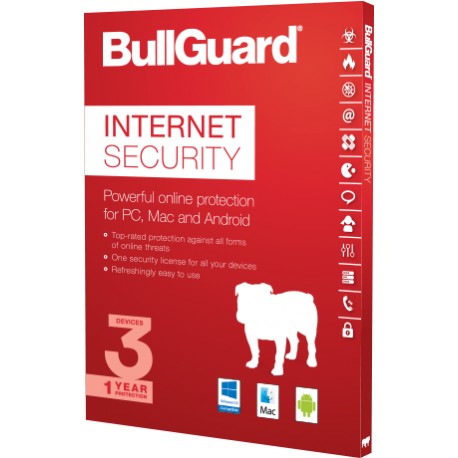 BullGuard®
INTERNET
SECURITY
Powerful online protection
for PC, Mac and Android
• Top-rated protection against all forms
of online threats
• One security license for all your devices
• Refreshingly easy to use
DEVICES
3
1 YEAR
PROTECTION
Mac
BullGuard® INTERNET SECURITY
@